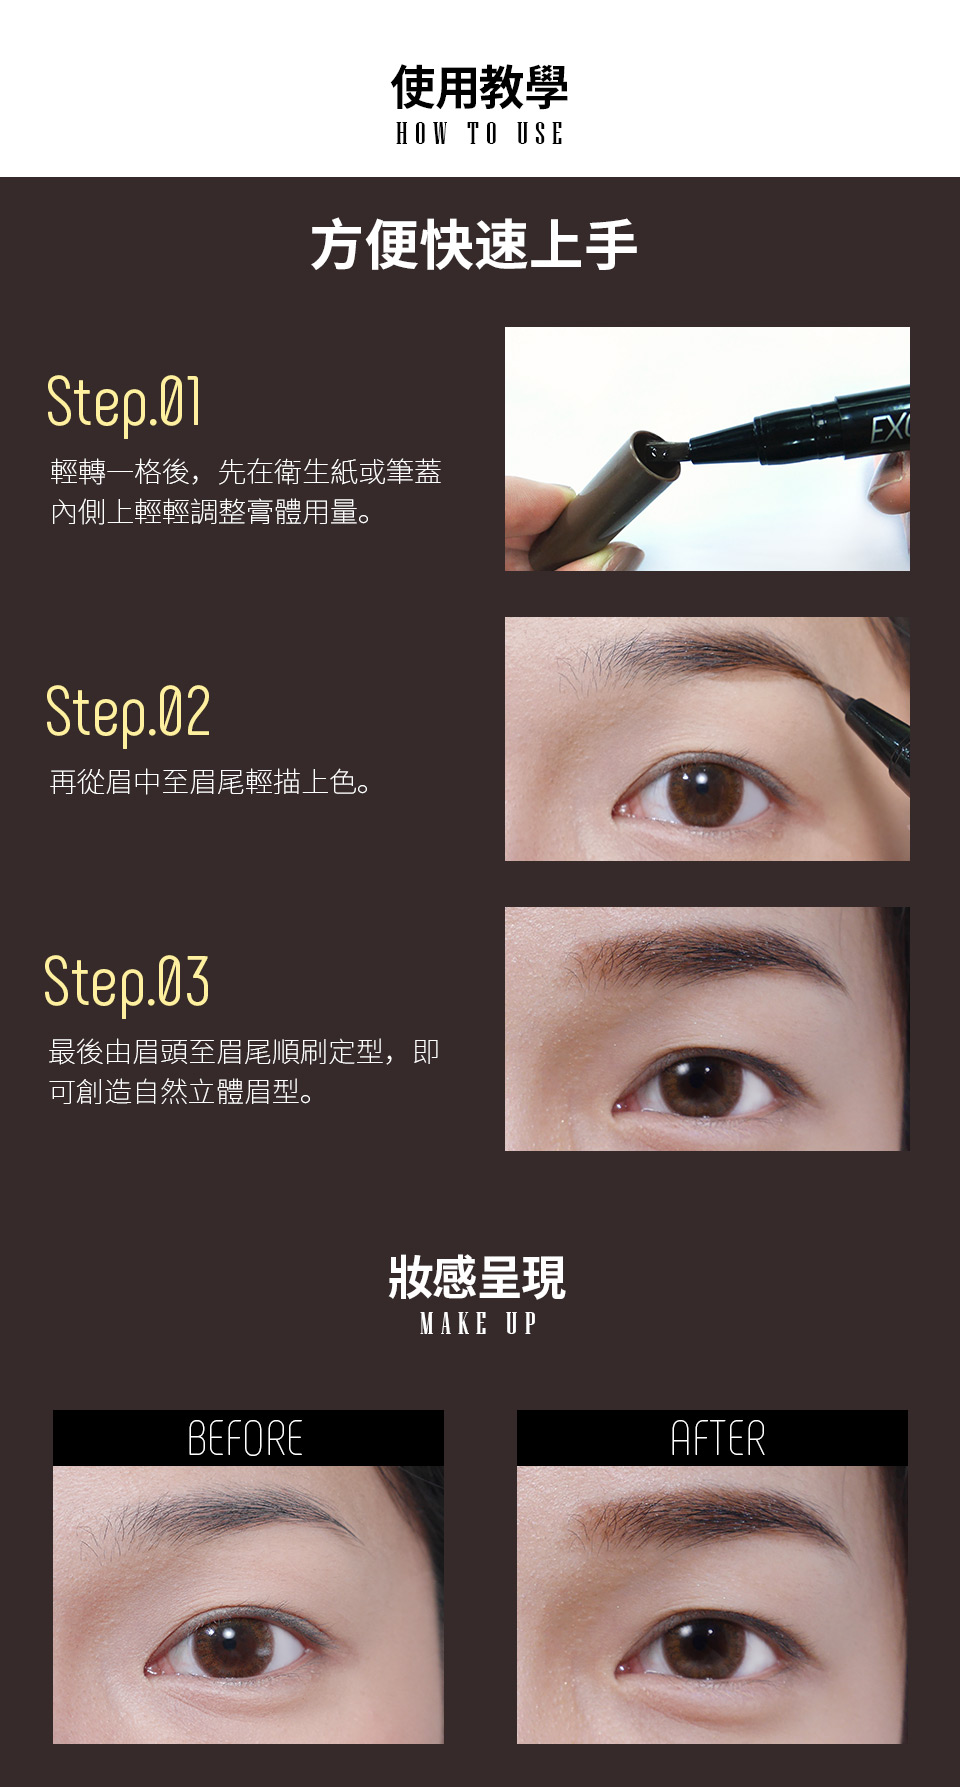 使用教學
HOW TO USE
方便快速上手
Step.01
輕轉一格後，先在衛生紙或筆蓋
內側上輕輕調整膏體用量。
EXC
Step.02
再從眉中至眉尾輕描上色。
Step.03
最後由眉頭至眉尾順刷定型，即
可創造自然立體眉型。
妝感呈現
MAKE UP
BEFORE
AFTER